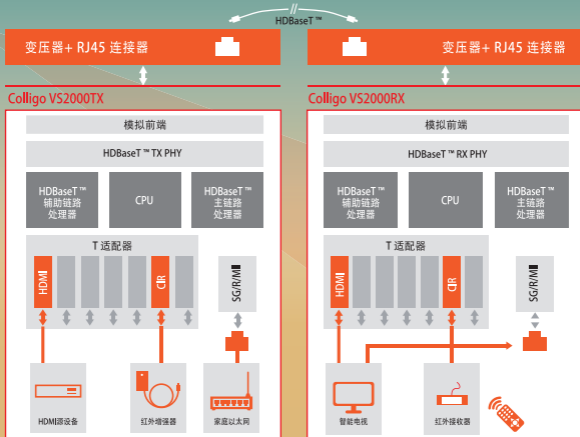 HDBaseT™
变压器+ RJ45 连接器
变压器+ RJ45 连接器
Colligo VS2000TX
Colligo VS2000RX
模拟前端
HDBaseT™ TX PHY
HDBaseT™
辅助链路
处理器
CPU
HDBaseT™
主链路
处理器
T 适配器
HDMI
CIR
SG/R/MII
HDMI源设备
红外增强器
家庭以太网
模拟前端
HDBaseT™ RX PHY
HDBaseT™
辅助链路
处理器
CPU
HDBaseT™
主链路
处理器
T 适配器
HDMI
CIR
SG/R/MII
智能电视
红外接收器